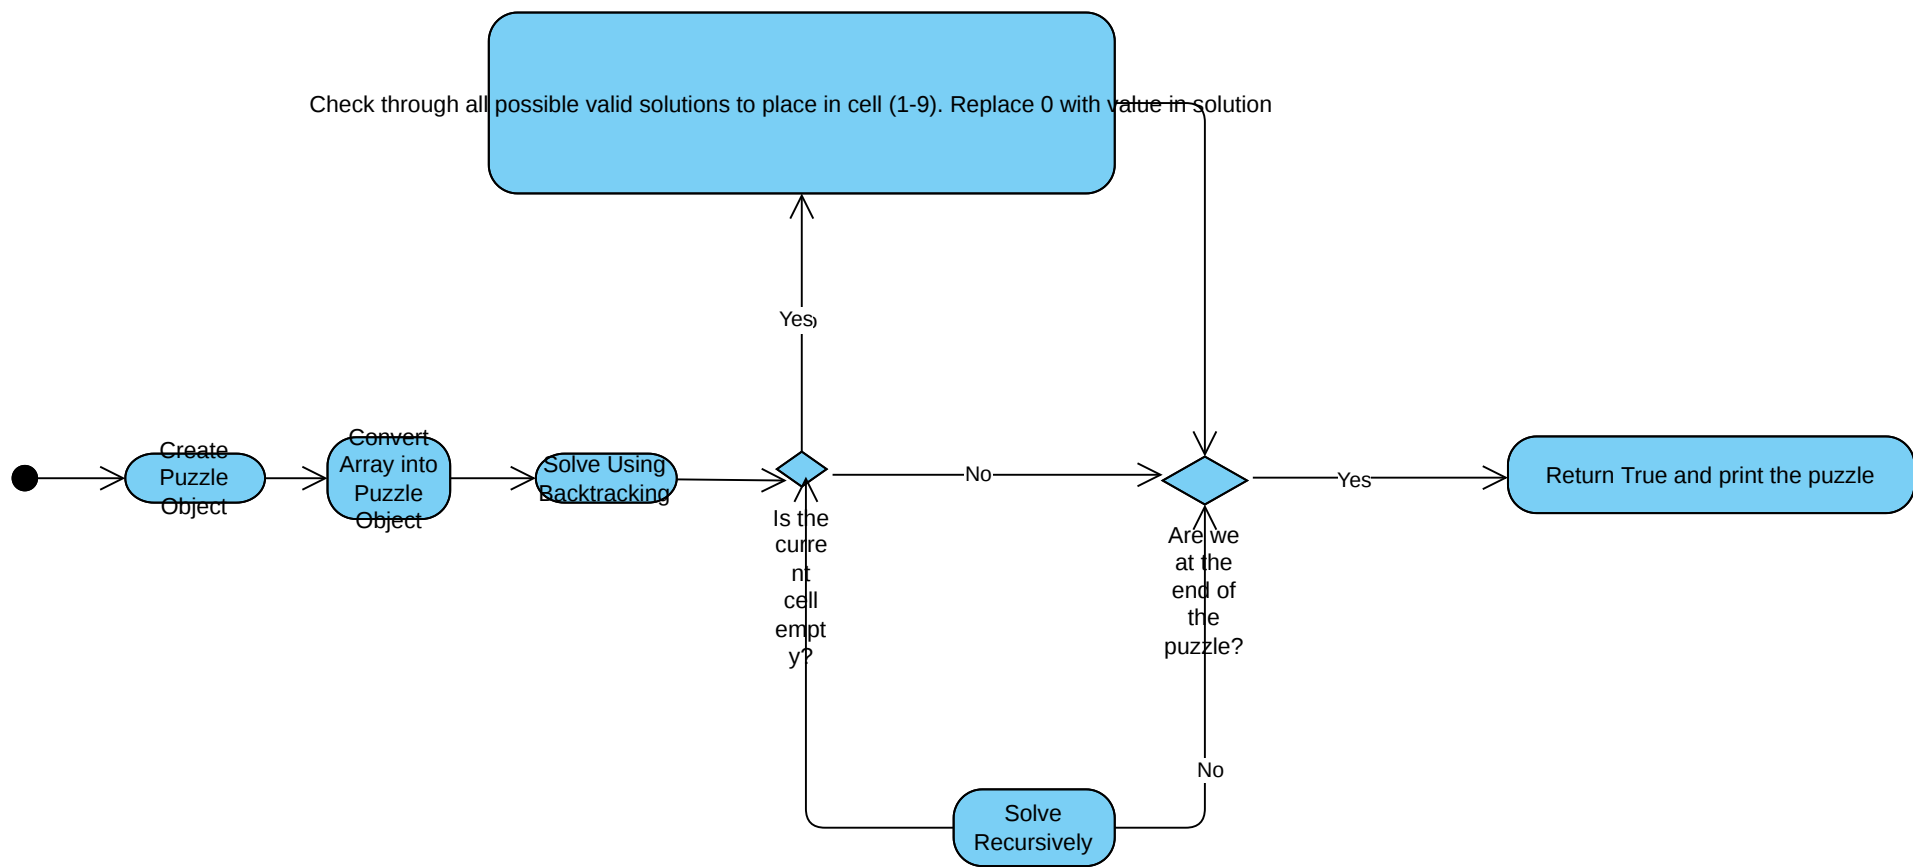 Check through all possible valid solutions to place in cell (1-9). Replace 0 with value in solution
Yes
Create
Puzzle
Object
Convert
Array into
Puzzle
Object
Solve Using
Backtracking
Is the
curre
nt
cell
empt
y?
No
Are we
at the
end of
the
puzzle?
Yes
Return True and print the puzzle
No
Solve
Recursively